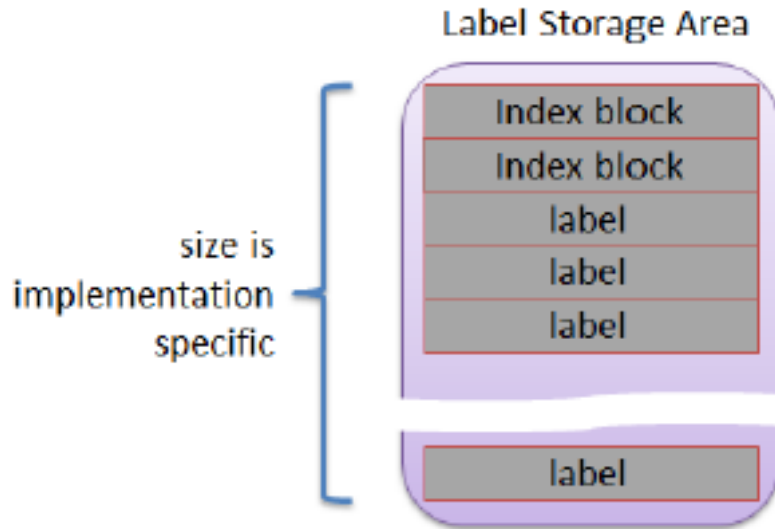 Label Storage Area
Index block
Index block
label
label
label
size is
implementation
specific
label